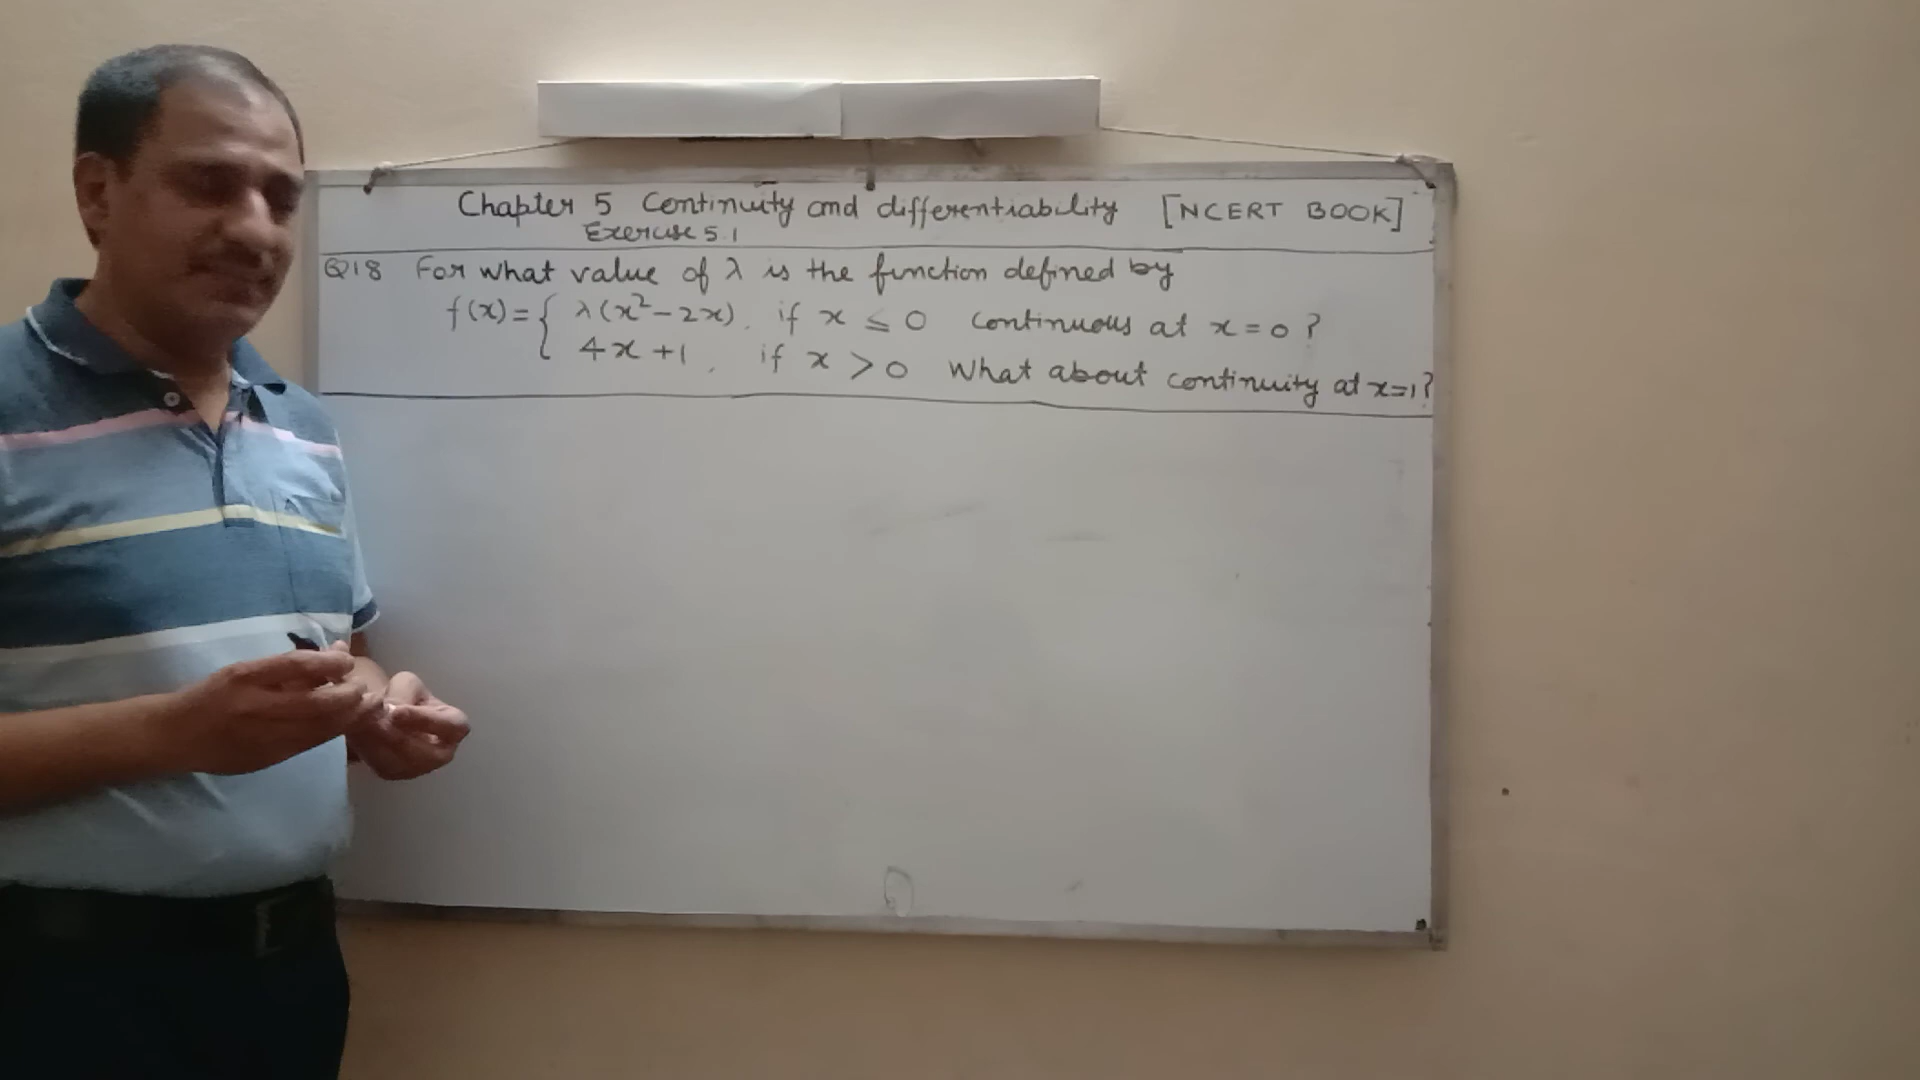 Chapter 5 Continuity and differentiability [NCERT BOOK]
Exercise 5.1
Q18 For what value of λ is the function defined by
f(x) = { λ(x²-2x), if x ≤ 0 continuous at x = 0 ?
4x+1, if x > 0 What about continuity at x=1?